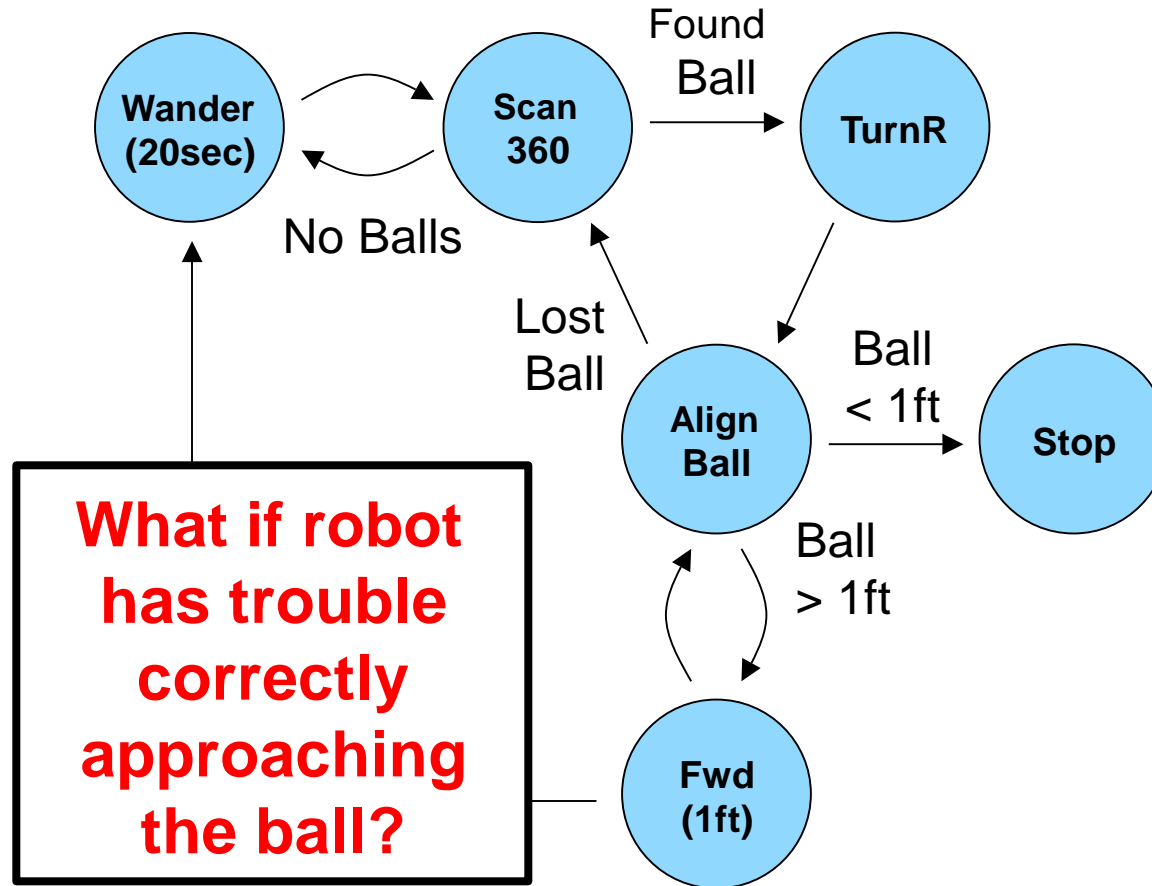 Found
Ball
Wander
(20sec)
Scan
360
TurnR
No Balls
Lost
Ball
Ball
< 1ft
Align
Ball
Stop
What if robot
has trouble
correctly
approaching
the ball?
Ball
> 1ft
Fwd
(1ft)